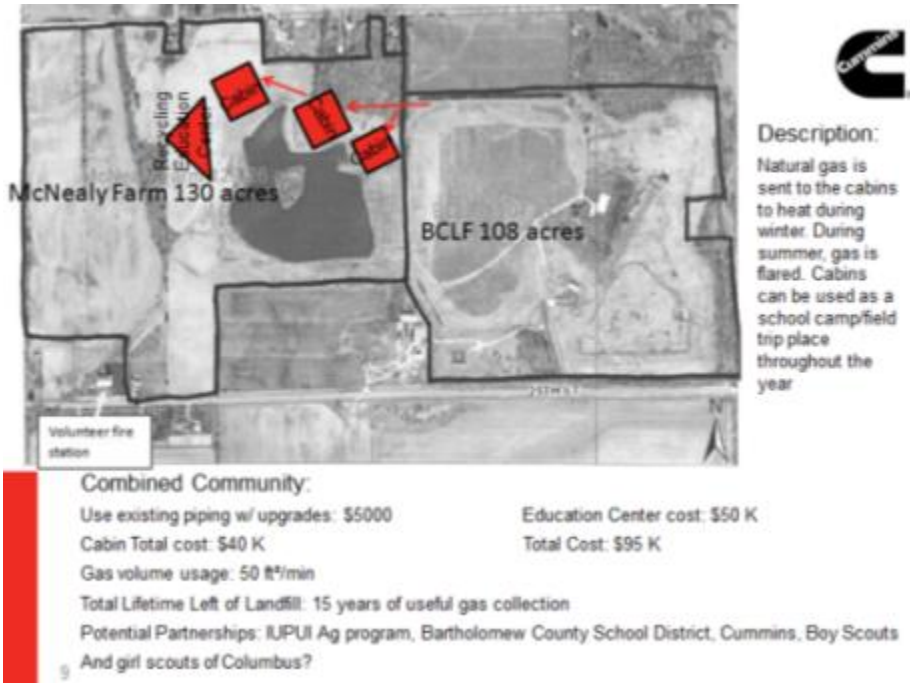 Cummins
Description:
Natural gas is
sent to the cabins
to heat during
winter. During
summer, gas is
flared. Cabins
can be used as a
school camp/field
trip place
throughout the
year
Cabin
Cabin
Cabin
Recycling
Education
Center
McNealy Farm 130 acres
BCLF 108 acres
N
Volunteer fire
station
Combined Community:
Use existing piping w/ upgrades: $5000
Education Center cost: $50 K
Cabin Total cost: $40 K
Total Cost: $95 K
Gas volume usage: 50 ft³/min
Total Lifetime Left of Landfill: 15 years of useful gas collection
Potential Partnerships: IUPUI Ag program, Bartholomew County School District, Cummins, Boy Scouts
And girl scouts of Columbus?
9